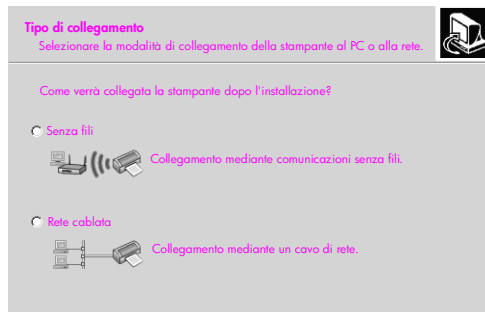 Tipo di collegamento
Selezionare la modalità di collegamento della stampante al PC o alla rete.
Come verrà collegata la stampante dopo l'installazione?
Senza fili
Collegamento mediante comunicazioni senza fili.
Rete cablata
Collegamento mediante un cavo di rete.